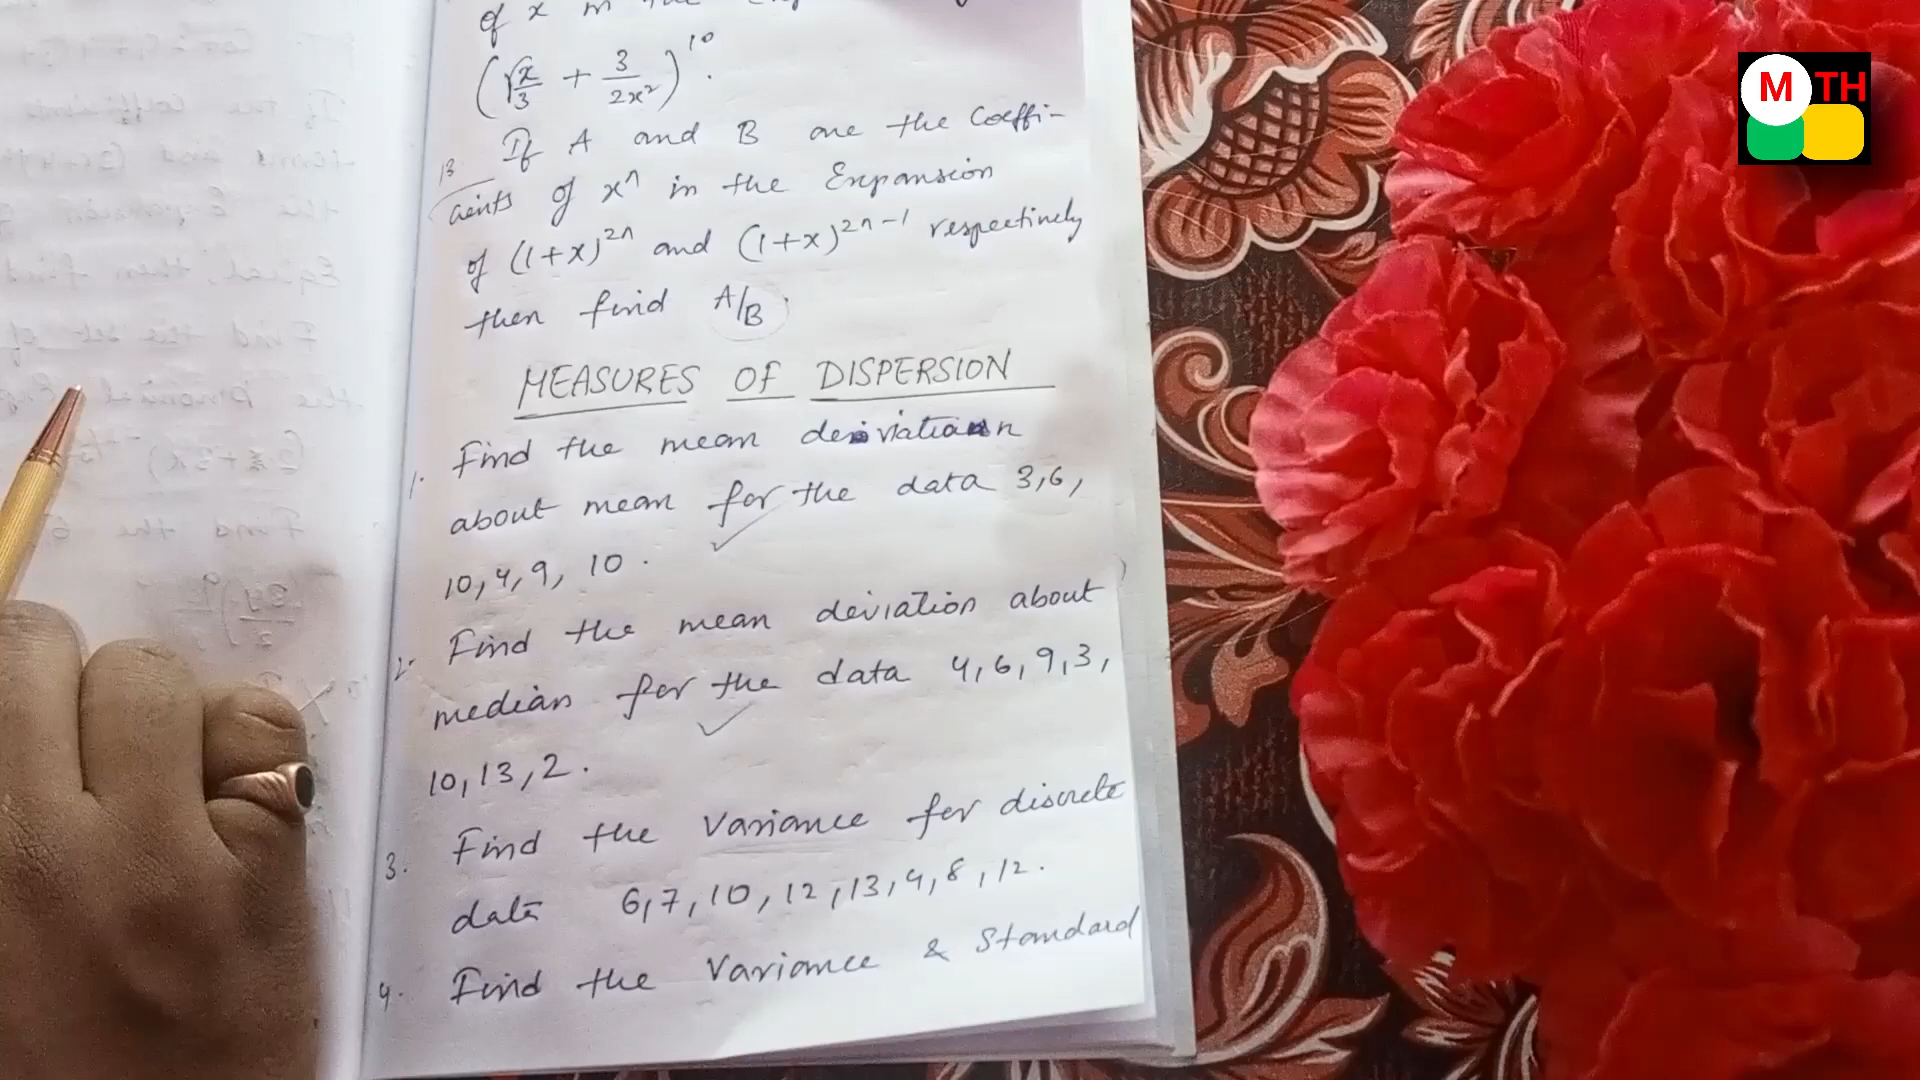 of x in the
(√x/3 + 3/2x²)¹⁰.
13 If A and B are the Coeffi-
cients of xⁿ in the Expansion
of (1+x)²ⁿ and (1+x)²ⁿ⁻¹ respectively
then find A/B.
MEASURES OF DISPERSION
1. Find the mean deviation
about mean for the data 3,6,
10,4,9, 10.
2. Find the mean deviation about
median for the data 4,6,9,3,
10,13,2.
3. Find the variance for discrete
data 6,7,10,12,13,4,8,12.
4. Find the Variance & Standard
M TH